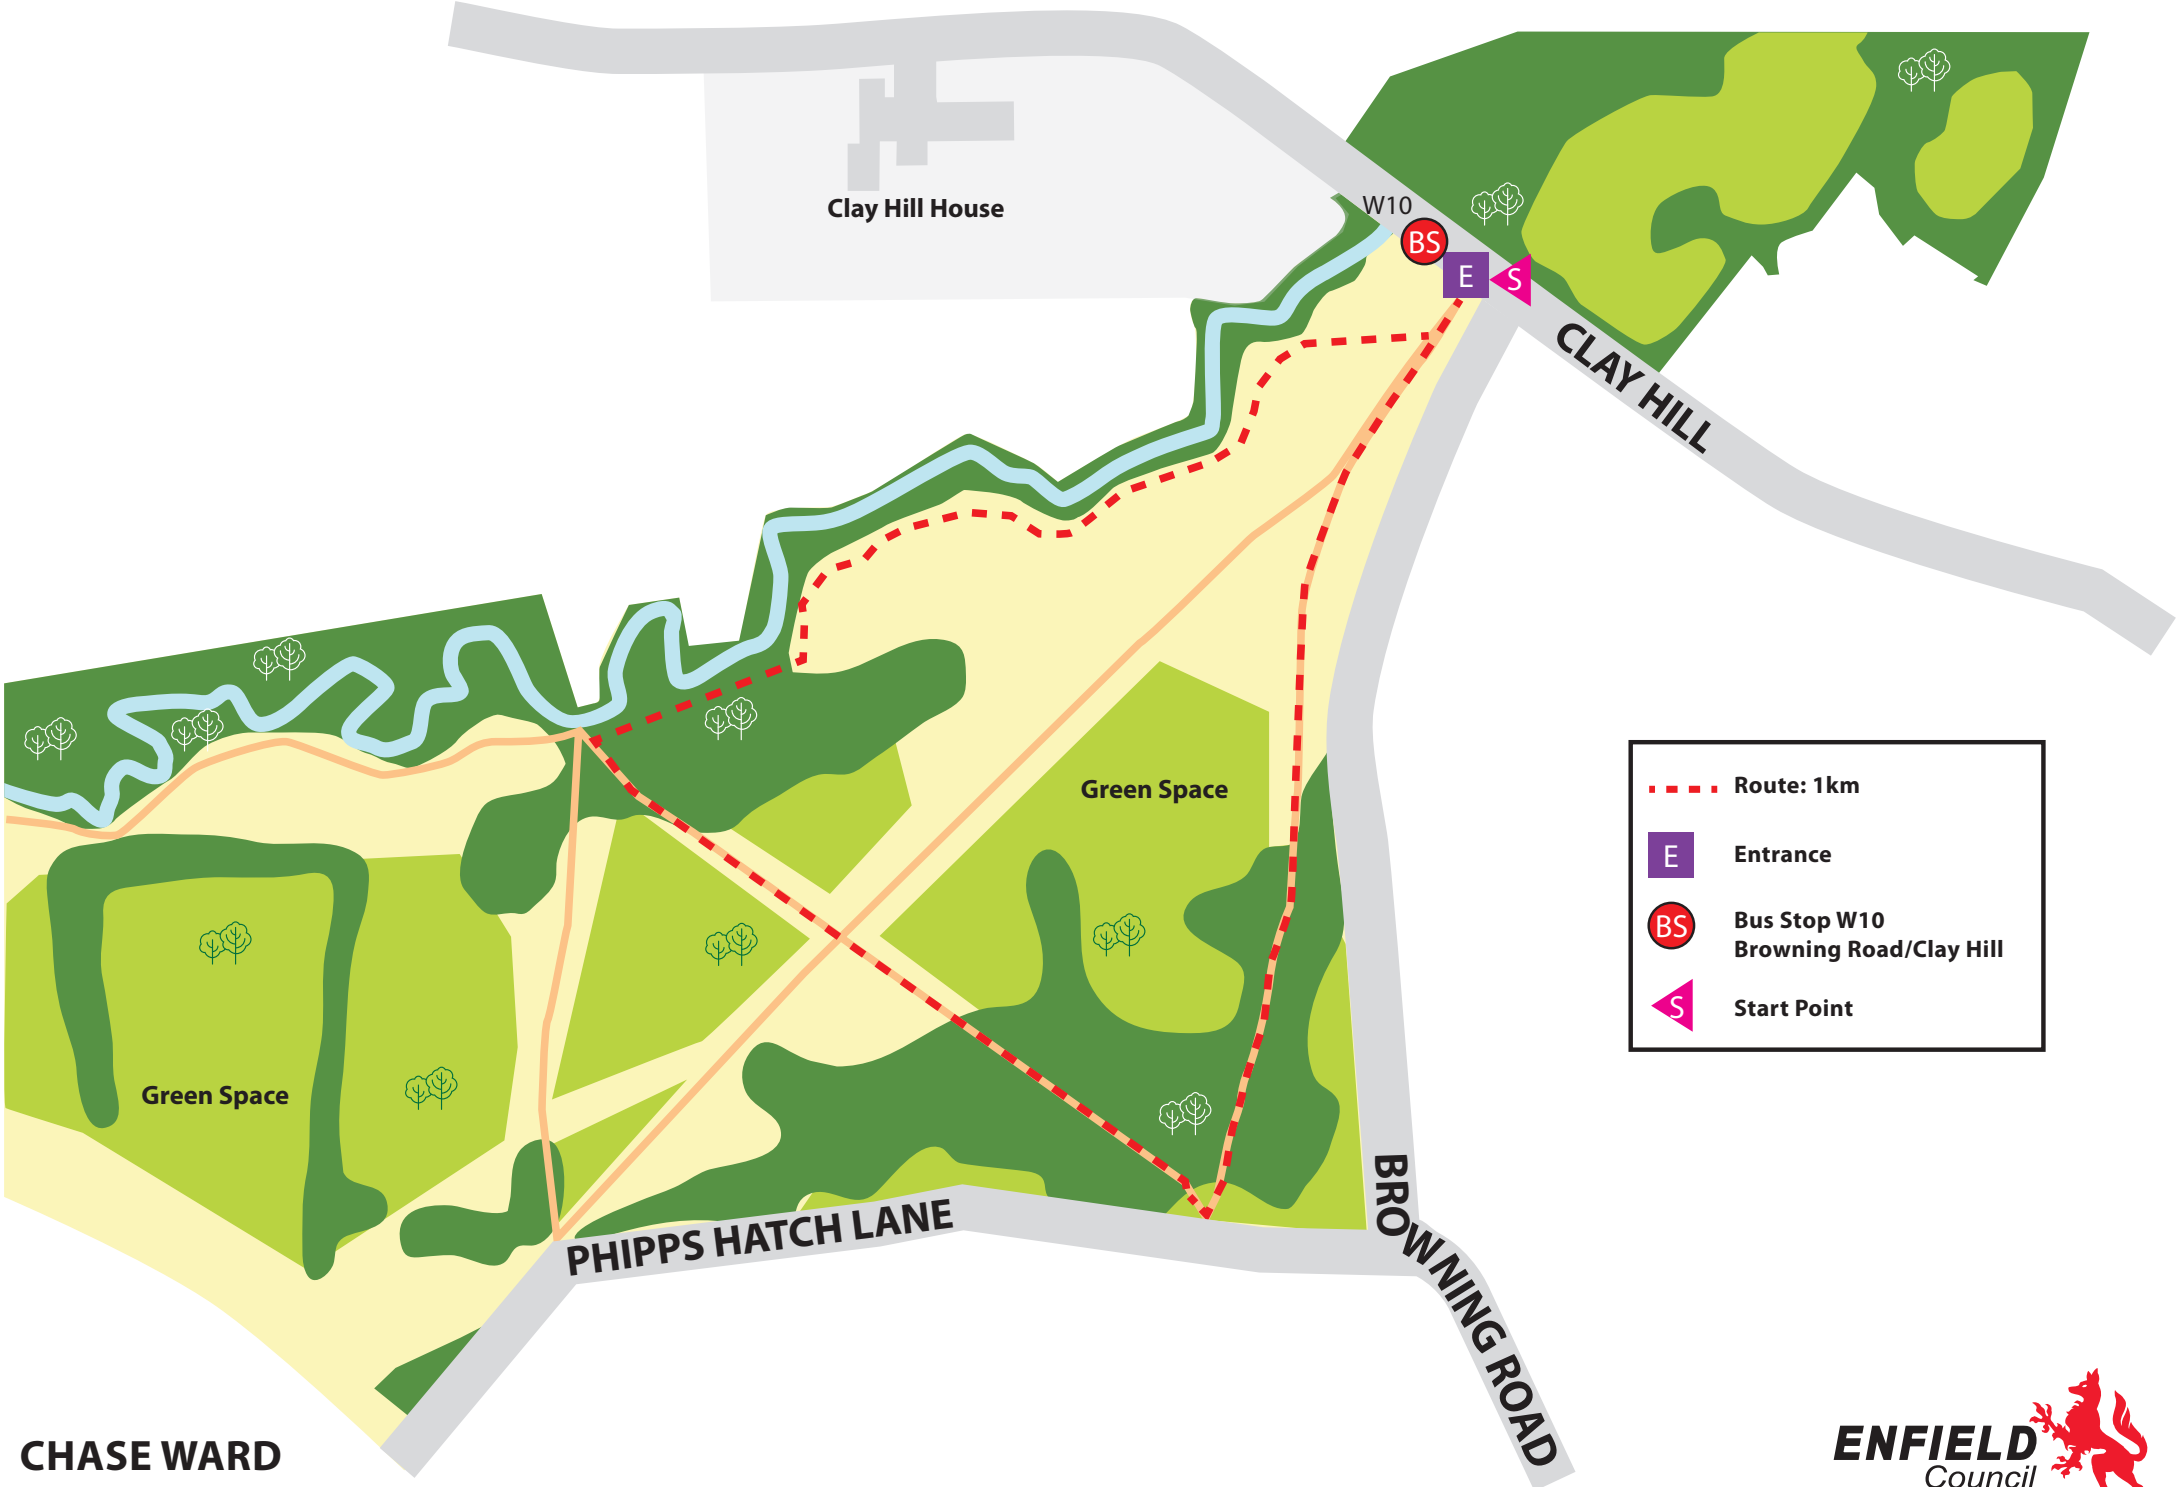 Clay Hill House
W10
BS
E
S
CLAY HILL
Green Space
Route: 1km
E
Entrance
BS
Bus Stop W10
Browning Road/Clay Hill
S
Start Point
Green Space
PHIPPS HATCH LANE
BROWNING ROAD
CHASE WARD
ENFIELD
Council